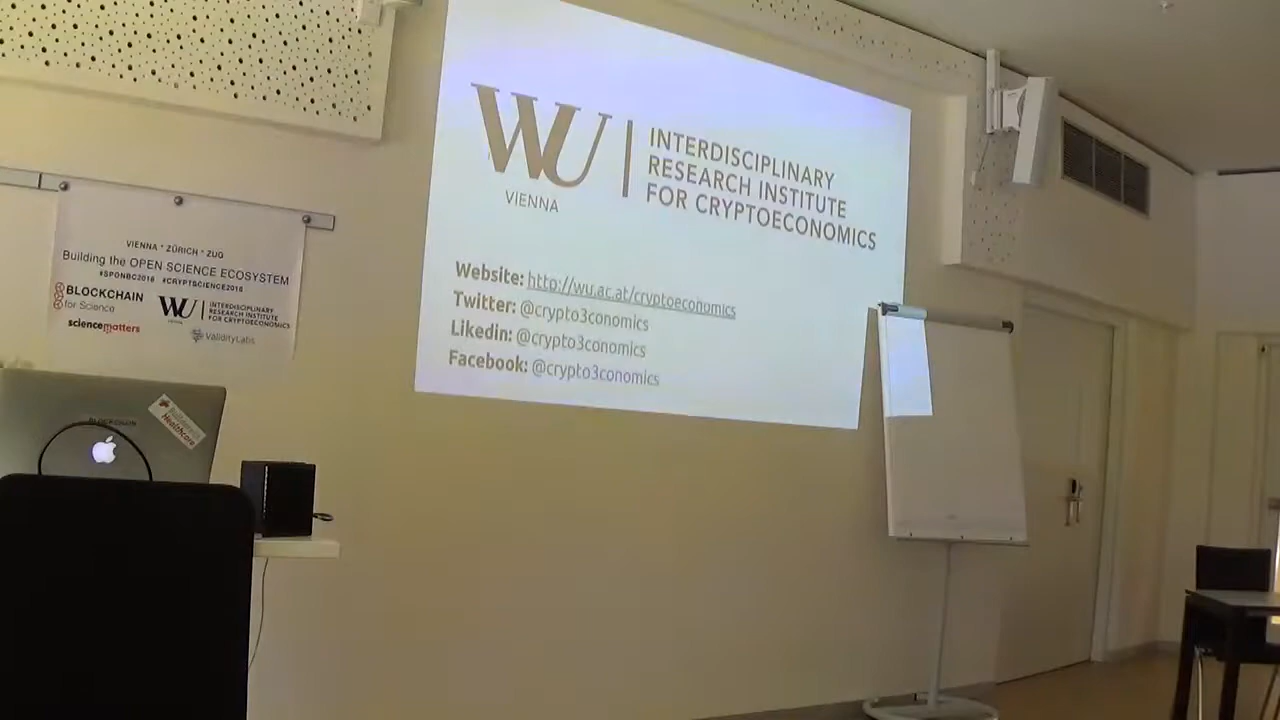 WU
VIENNA
INTERDISCIPLINARY
RESEARCH INSTITUTE
FOR CRYPTOECONOMICS
Website: http://wu.ac.at/cryptoeconomics
Twitter: @crypto3conomics
Likedin: @crypto3conomics
Facebook: @crypto3conomics
VIENNA * ZÜRICH * ZUG
Building the OPEN SCIENCE ECOSYSTEM
#SPONBC2018 #CRYPTSCIENCE2018
BLOCKCHAIN
for Science
WU
INTERDISCIPLINARY
RESEARCH INSTITUTE
FOR CRYPTOECONOMICS
sciencematters
ValidityLabs
BLOCKCHAIN
Healthcare